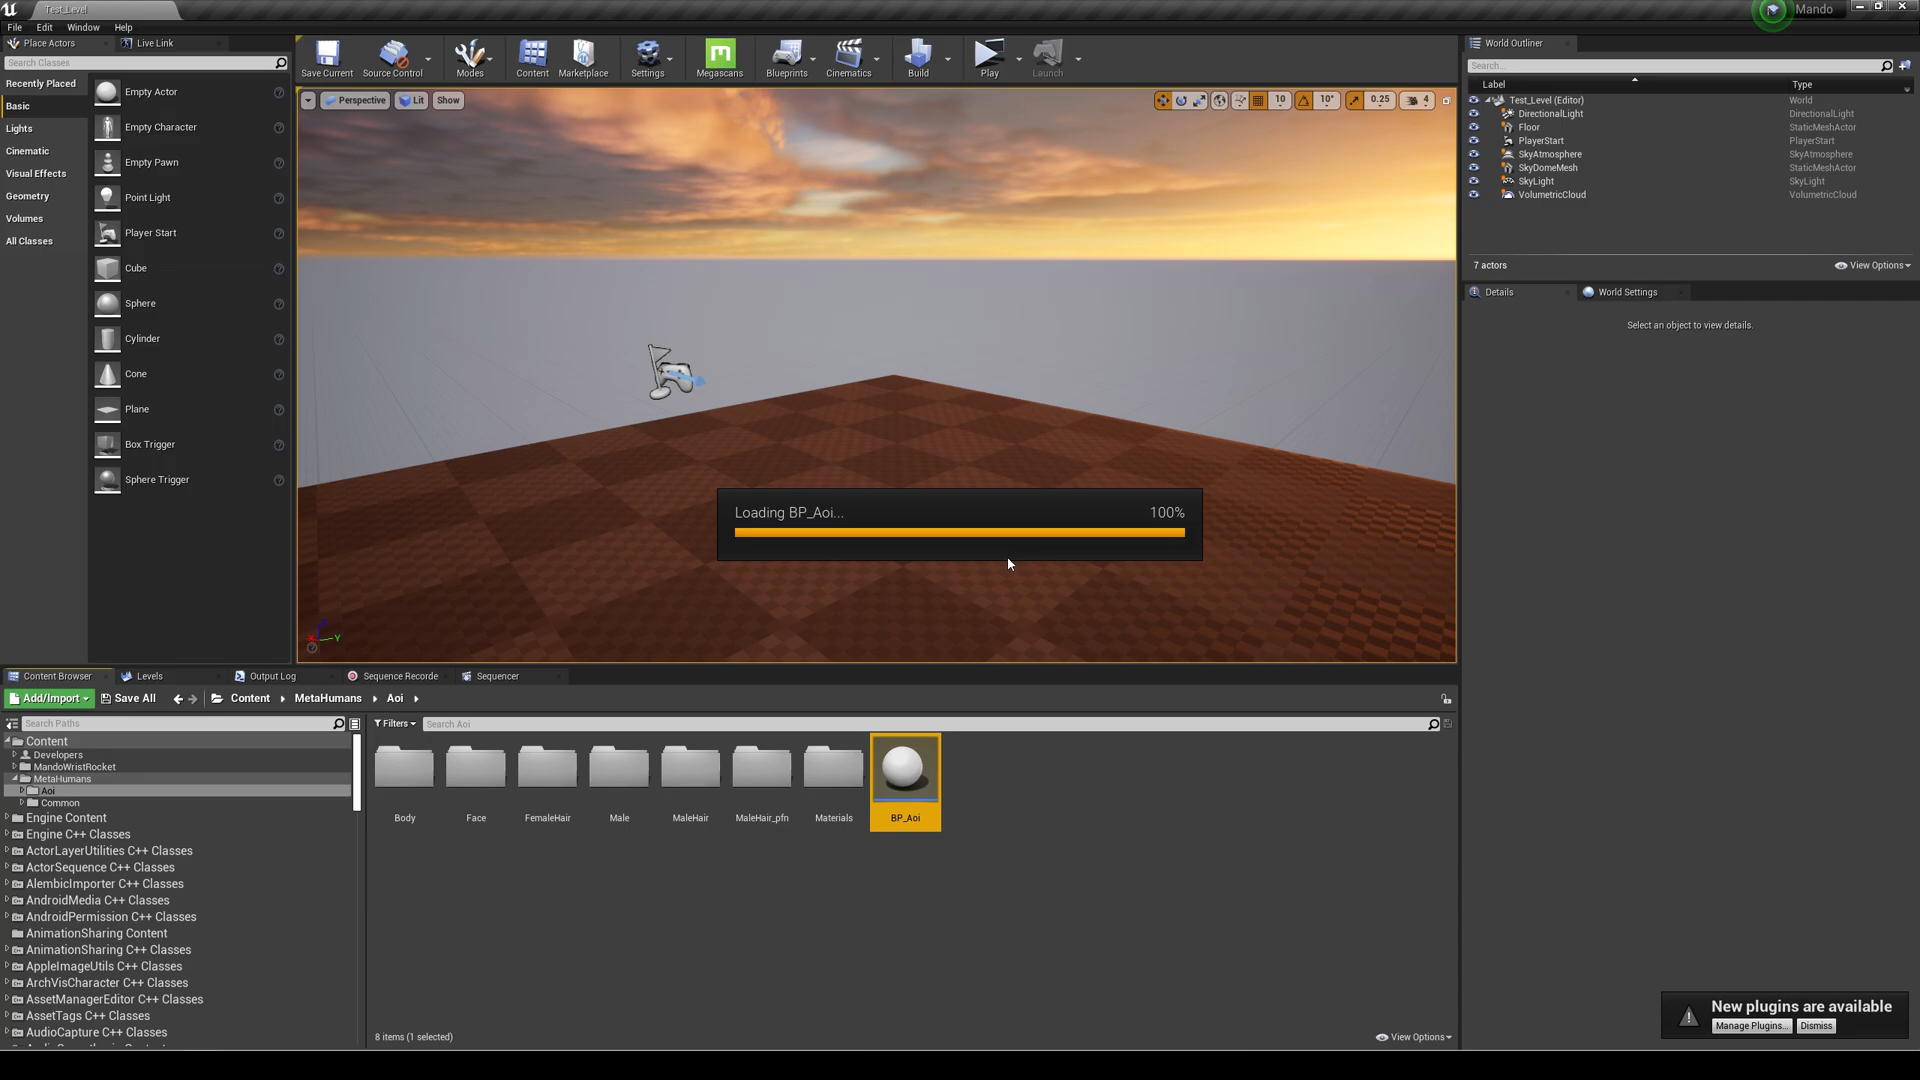 Test_Level
Mando
File Edit Window Help
Place Actors
Live Link
Search Classes
Recently Placed
Basic
Lights
Cinematic
Visual Effects
Geometry
Volumes
All Classes
Empty Actor
Empty Character
Empty Pawn
Point Light
Player Start
Cube
Sphere
Cylinder
Cone
Plane
Box Trigger
Sphere Trigger
Save Current
Source Control
Modes
Content
Marketplace
Settings
Megascans
Blueprints
Cinematics
Build
Play
Launch
Perspective
Lit
Show
10
10°
0.25
4
Loading BP_Aoi...
100%
Y
World Outliner
Search...
Label
Type
Test_Level (Editor) World
DirectionalLight DirectionalLight
Floor StaticMeshActor
PlayerStart PlayerStart
SkyAtmosphere SkyAtmosphere
SkyDomeMesh StaticMeshActor
SkyLight SkyLight
VolumetricCloud VolumetricCloud
7 actors
View Options
Details
World Settings
Select an object to view details.
Content Browser
Levels
Output Log
Sequence Recorde
Sequencer
Add/Import
Save All
Content
MetaHumans
Aoi
Search Paths
Filters
Search Aoi
Content
Developers
MandoWristRocket
MetaHumans
Aoi
Common
Engine Content
Engine C++ Classes
ActorLayerUtilities C++ Classes
ActorSequence C++ Classes
AlembicImporter C++ Classes
AndroidMedia C++ Classes
AndroidPermission C++ Classes
AnimationSharing Content
AnimationSharing C++ Classes
AppleImageUtils C++ Classes
ArchVisCharacter C++ Classes
AssetManagerEditor C++ Classes
AssetTags C++ Classes
AudioCapture C++ Classes
Body
Face
FemaleHair
Male
MaleHair
MaleHair_pfn
Materials
BP_Aoi
8 items (1 selected)
View Options
New plugins are available
Manage Plugins...
Dismiss